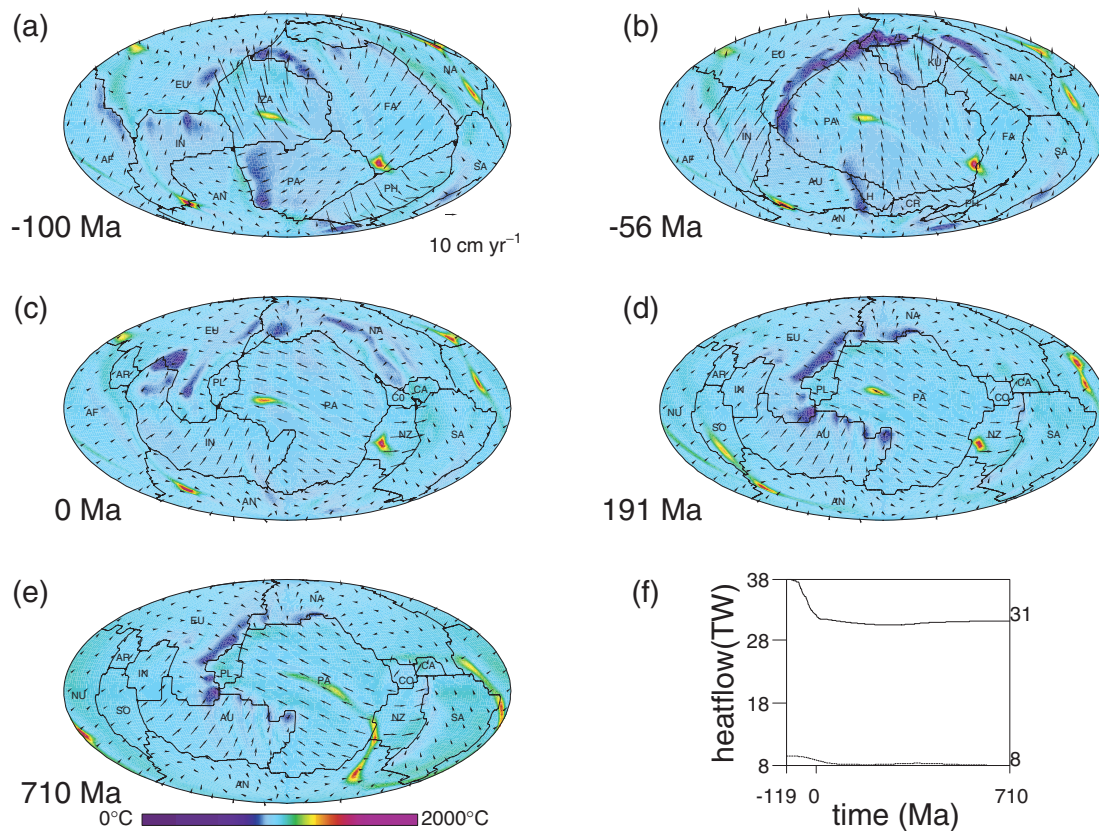 (a)
EU
IZA
NA
FA
IN
AF
SA
AN
PA
PH
-100 Ma
10 cm yr⁻¹
(b)
EU
KU
NA
PA
IN
FA
AF
SA
AU
PH
CR
AN
-56 Ma
(c)
EU
NA
AR
PL
CA
C0
PA
AF
IN
NZ
SA
AN
0 Ma
(d)
NA
EU
AR
IN
PL
CA
CO
PA
NU
SO
AU
NZ
SA
AN
191 Ma
(e)
NA
EU
AR
IN
PL
CA
CO
PA
NU
SO
AU
NZ
SA
AN
710 Ma
0°C 2000°C
(f)
heatflow(TW)
38
28
18
8
31
8
-119 0 710
time (Ma)